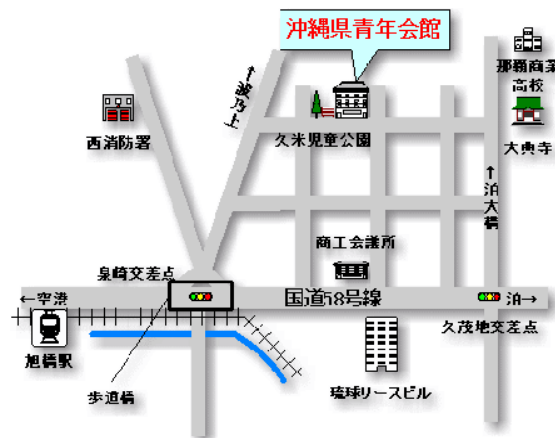 沖縄県青年会館
那覇商業
高校
↑波乃上
西消防署
久米児童公園
大典寺
↑泊大橋
商工会議所
泉崎交差点
←空港
国道58号線
泊→
久茂地交差点
旭橋駅
歩道橋
琉球リースビル